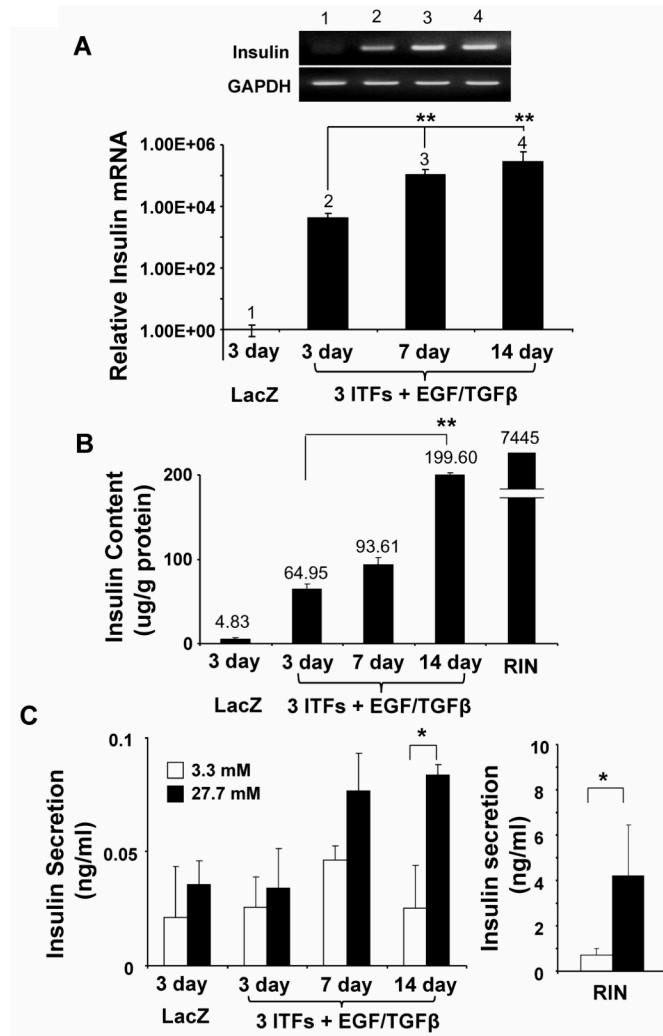 A
1 2 3 4
Insulin
GAPDH
** **
Relative Insulin mRNA
1.00E+06
1.00E+04
1.00E+02
1.00E+00
1
2
3
4
3 day 3 day 7 day 14 day
LacZ 3 ITFs + EGF/TGFβ
B
**
Insulin Content
(ug/g protein)
200
100
0
4.83
64.95
93.61
199.60
7445
3 day 3 day 7 day 14 day RIN
LacZ 3 ITFs + EGF/TGFβ
C
Insulin Secretion
(ng/ml)
0.1
0.05
0
3.3 mM
27.7 mM
*
3 day 3 day 7 day 14 day
LacZ 3 ITFs + EGF/TGFβ
Insulin secretion
(ng/ml)
10
8
6
4
2
0
*
RIN